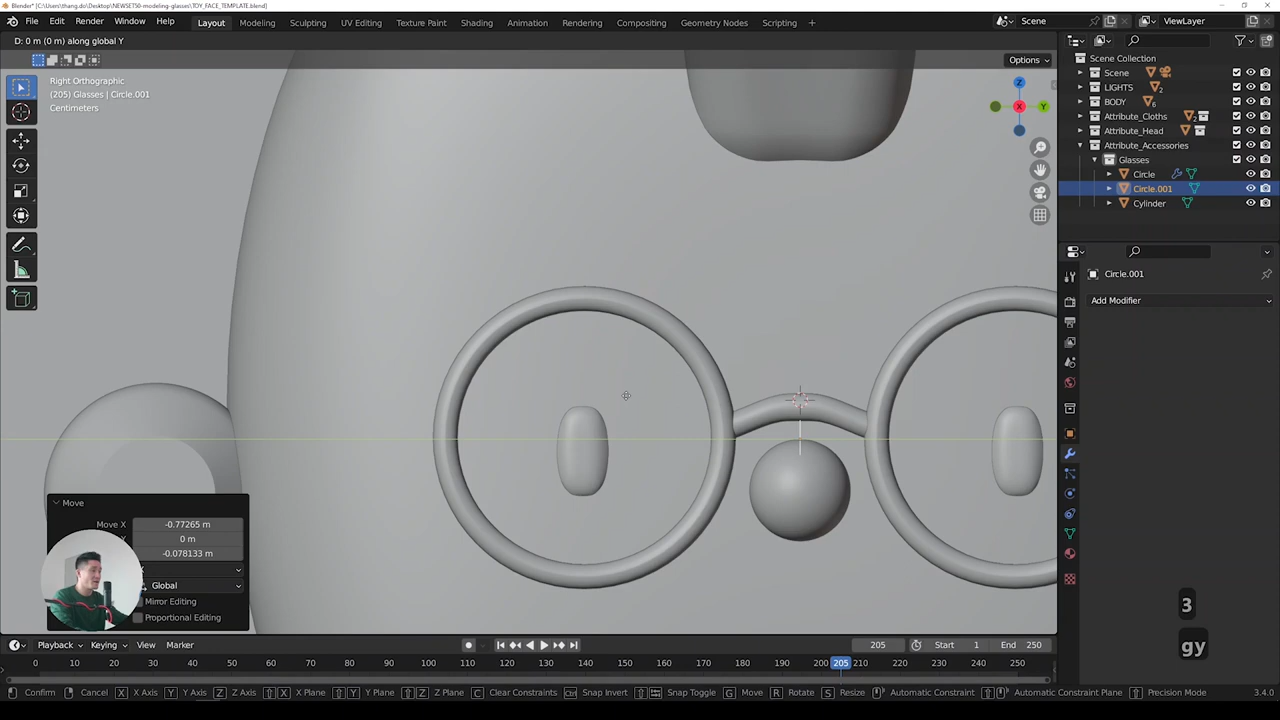 Blender* [C:\Users\thang.do\Desktop\NEWSET50-modeling-glasses\TOY_FACE_TEMPLATE.blend]
File Edit Render Window Help Layout Modeling Sculpting UV Editing Texture Paint Shading Animation Rendering Compositing Geometry Nodes Scripting + Scene ViewLayer
D: 0 m (0 m) along global Y
Options
Right Orthographic
(205) Glasses | Circle.001
Centimeters
Z
X
Y
Scene Collection
Scene
LIGHTS 2
BODY 6
Attribute_Cloths 2
Attribute_Head
Attribute_Accessories
Glasses
Circle
Circle.001
Cylinder
Circle.001
Add Modifier
Move
Move X -0.77265 m
Y 0 m
-0.078133 m
Global
Mirror Editing
Proportional Editing
3
gy
Playback Keying View Marker 205 Start 1 End 250
0 10 20 30 40 50 60 70 80 90 100 110 120 130 140 150 160 170 180 190 200 205 210 220 230 240 250
Confirm Cancel X X Axis Y Y Axis Z Z Axis X X Plane Y Y Plane Z Z Plane C Clear Constraints Snap Invert Snap Toggle G Move R Rotate S Resize Automatic Constraint Automatic Constraint Plane Precision Mode 3.4.0